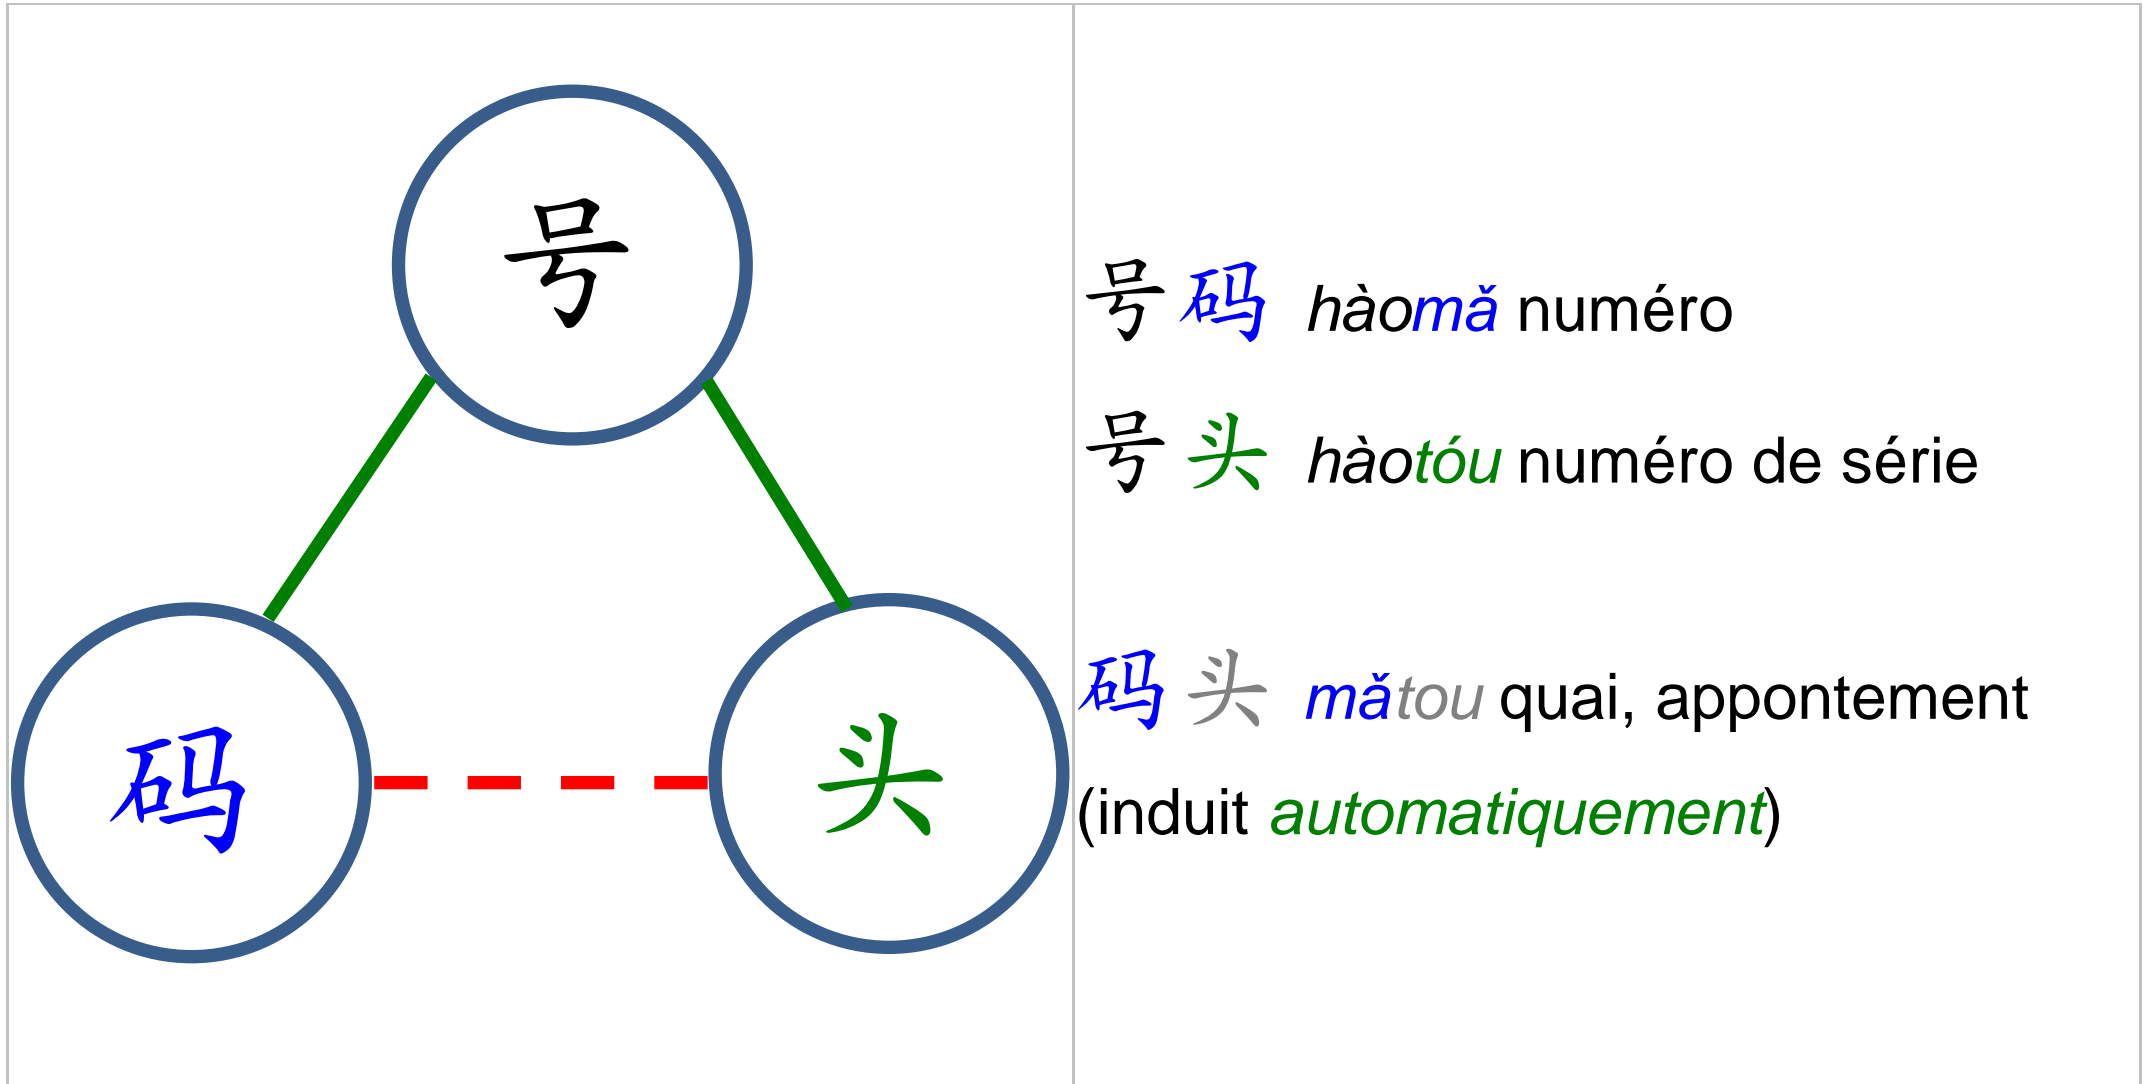 号
码
头
号码 hàomǎ numéro
号头 hàotóu numéro de série
码头 mǎtou quai, appontement
(induit automatiquement)